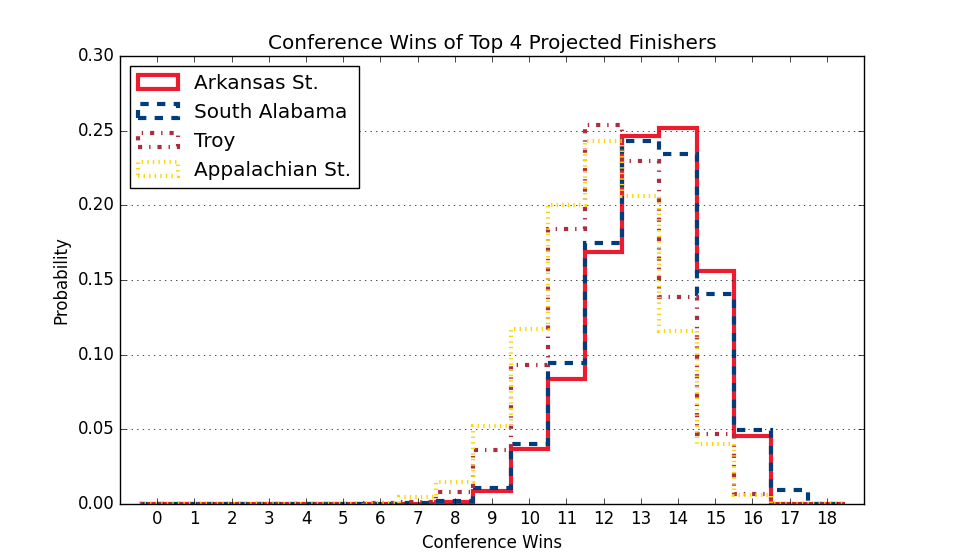 Conference Wins of Top 4 Projected Finishers
0.30
0.25
0.20
0.15
0.10
0.05
0.00
Probability
Arkansas St.
South Alabama
Troy
Appalachian St.
0 1 2 3 4 5 6 7 8 9 10 11 12 13 14 15 16 17 18
Conference Wins